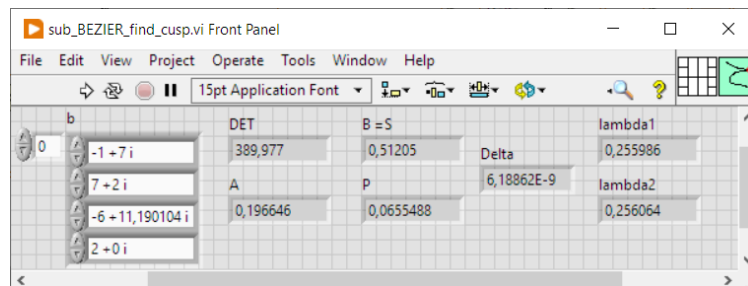 sub_BEZIER_find_cusp.vi Front Panel
File Edit View Project Operate Tools Window Help
15pt Application Font
b DET B =S lambda1
0 -1 +7 i 389,977 0,51205 Delta 0,255986
7 +2 i A P 6,18862E-9 lambda2
-6 +11,190104 i 0,196646 0,0655488 0,256064
2 +0 i